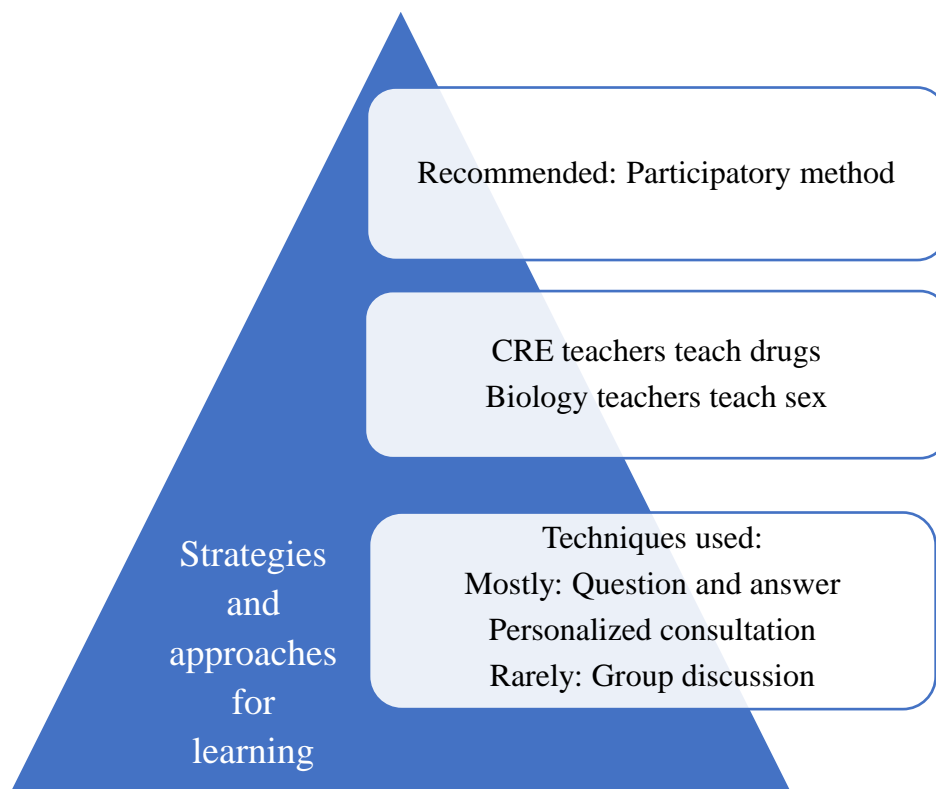 Recommended: Participatory method
CRE teachers teach drugs
Biology teachers teach sex
Techniques used:
Mostly: Question and answer
Personalized consultation
Rarely: Group discussion
Strategies
and
approaches
for
learning